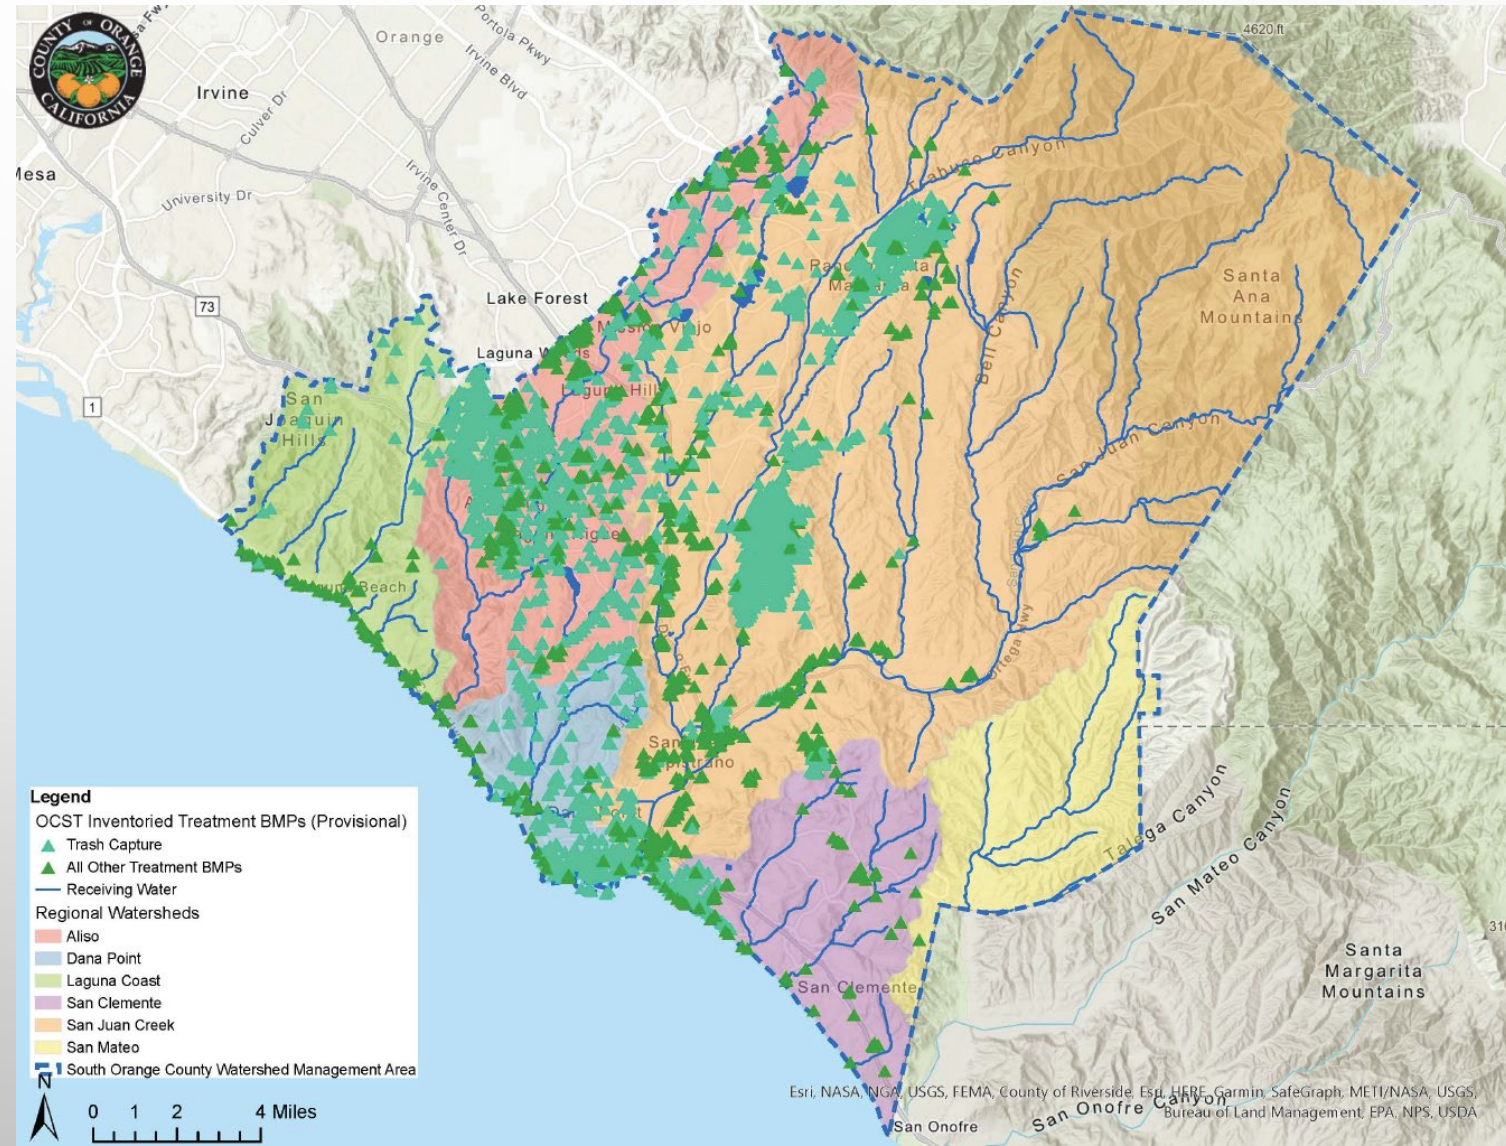 COUNTY OF ORANGE
CALIFORNIA
Orange
Portola Pkwy
Irvine Blvd
Irvine
Culver Dr
Mesa
University Dr
Irvine Center Dr
4620 ft
Trabuco Canyon
73
Lake Forest
Santa
Ana
Mountains
Mission Viejo
Laguna
Bell Canyon
1
San
Joaquin
Hills
San Juan Canyon
Beach
Ortega Hwy
San
Talega Canyon
San Mateo Canyon
Santa
Margarita
Mountains
San Clemente
San Onofre Canyon
San Onofre
Legend
OCST Inventoried Treatment BMPs (Provisional)
Trash Capture
All Other Treatment BMPs
Receiving Water
Regional Watersheds
Aliso
Dana Point
Laguna Coast
San Clemente
San Juan Creek
San Mateo
South Orange County Watershed Management Area
N
0 1 2 4 Miles
Esri, NASA, NGA, USGS, FEMA, County of Riverside, Esri, HERE, Garmin, SafeGraph, METI/NASA, USGS,
Bureau of Land Management, EPA, NPS, USDA